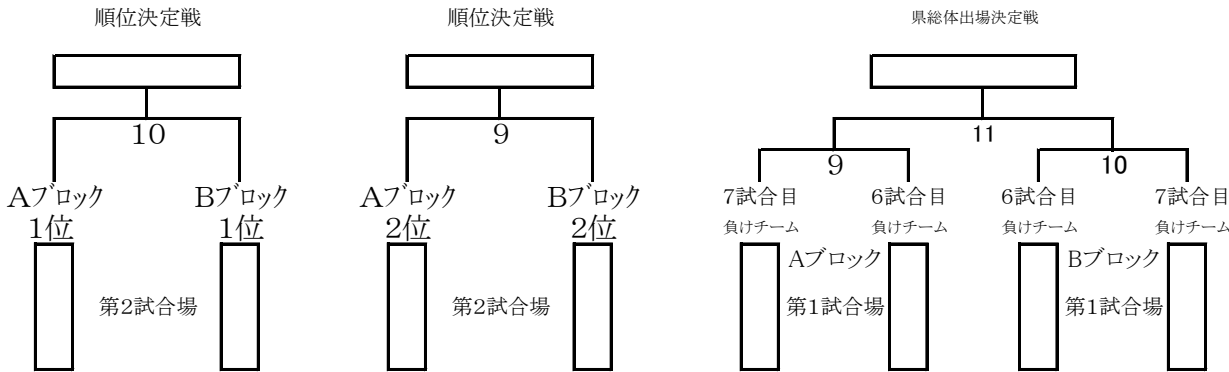 順位決定戦
10
Aブロック
1位
Bブロック
1位
第2試合場
順位決定戦
9
Aブロック
2位
Bブロック
2位
第2試合場
県総体出場決定戦
11
9
10
7試合目
負けチーム
6試合目
負けチーム
6試合目
負けチーム
7試合目
負けチーム
Aブロック
第1試合場
Bブロック
第1試合場